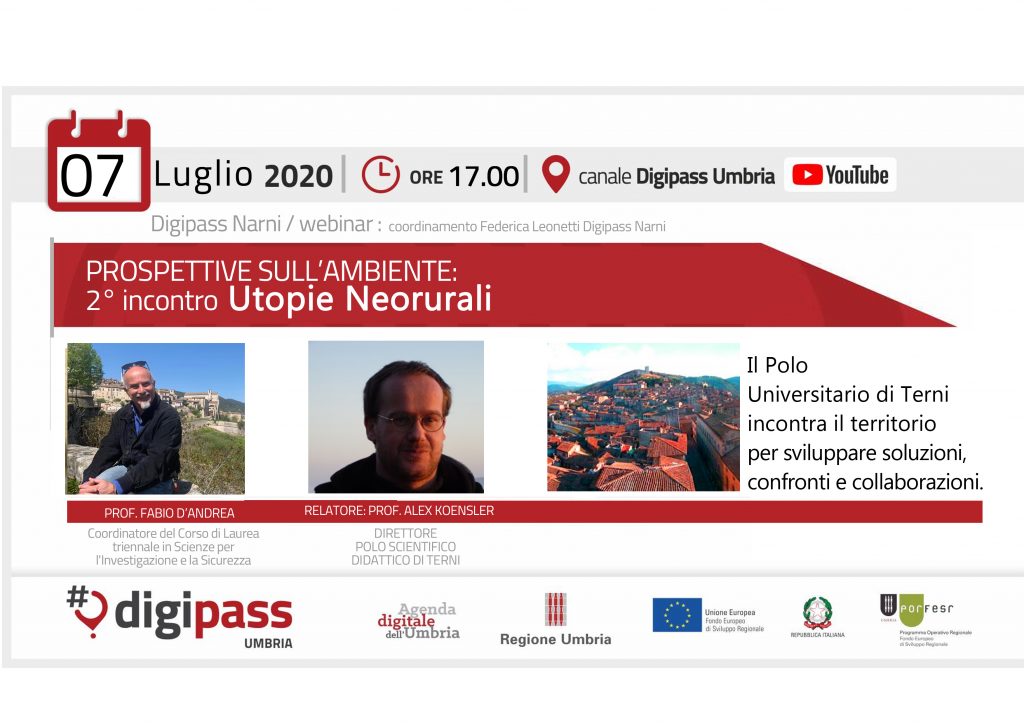 07 Luglio 2020 | ORE 17.00 | canale Digipass Umbria YouTube
Digipass Narni / webinar : coordinamento Federica Leonetti Digipass Narni
PROSPETTIVE SULL'AMBIENTE:
2° incontro Utopie Neorurali
Il Polo
Universitario di Terni
incontra il territorio
per sviluppare soluzioni,
confronti e collaborazioni.
PROF. FABIO D'ANDREA
Coordinatore del Corso di Laurea
triennale in Scienze per
l'Investigazione e la Sicurezza
RELATORE: PROF. ALEX KOENSLER
DIRETTORE
POLO SCIENTIFICO
DIDATTICO DI TERNI
# digipass
UMBRIA
Agenda
digitale
dell'Umbria
Regione Umbria
Unione Europea
Fondo Europeo
di Sviluppo Regionale
REPUBBLICA ITALIANA
UMBRIA
POR FESR
Programma Operativo Regionale
Fondo Europeo
di Sviluppo Regionale